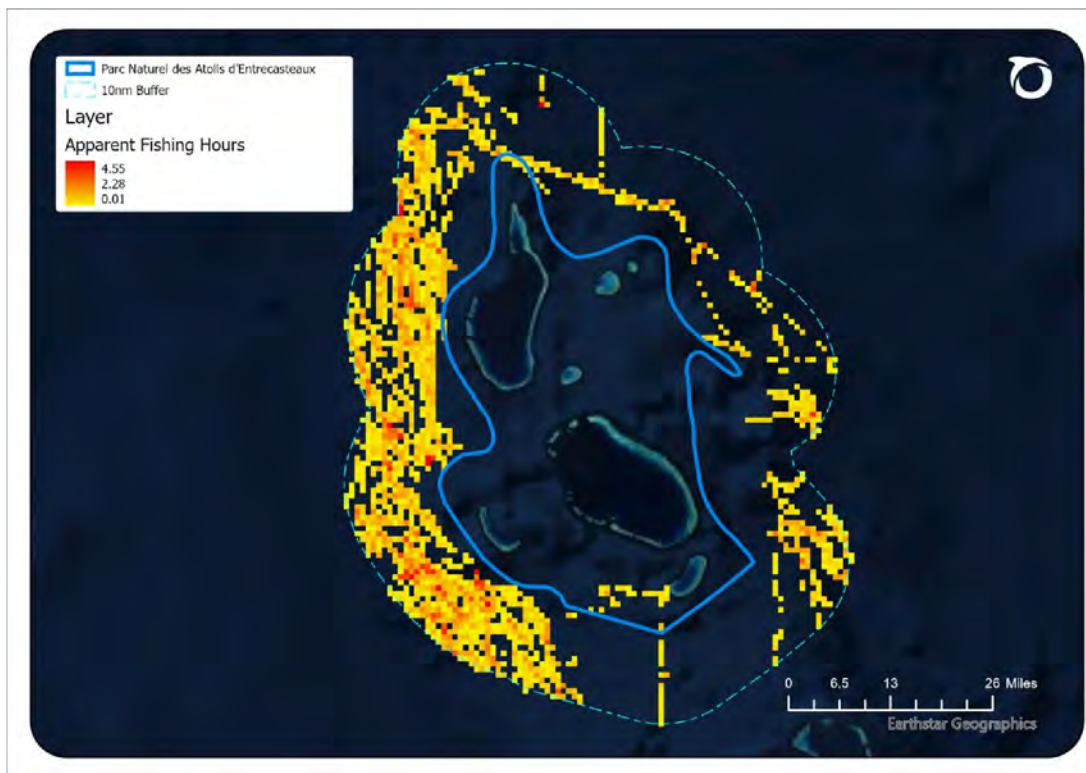 Parc Naturel des Atolls d'Entrecasteaux
10nm Buffer
Layer
Apparent Fishing Hours
4.55
2.28
0.01
0 6.5 13 26 Miles
Earthstar Geographics